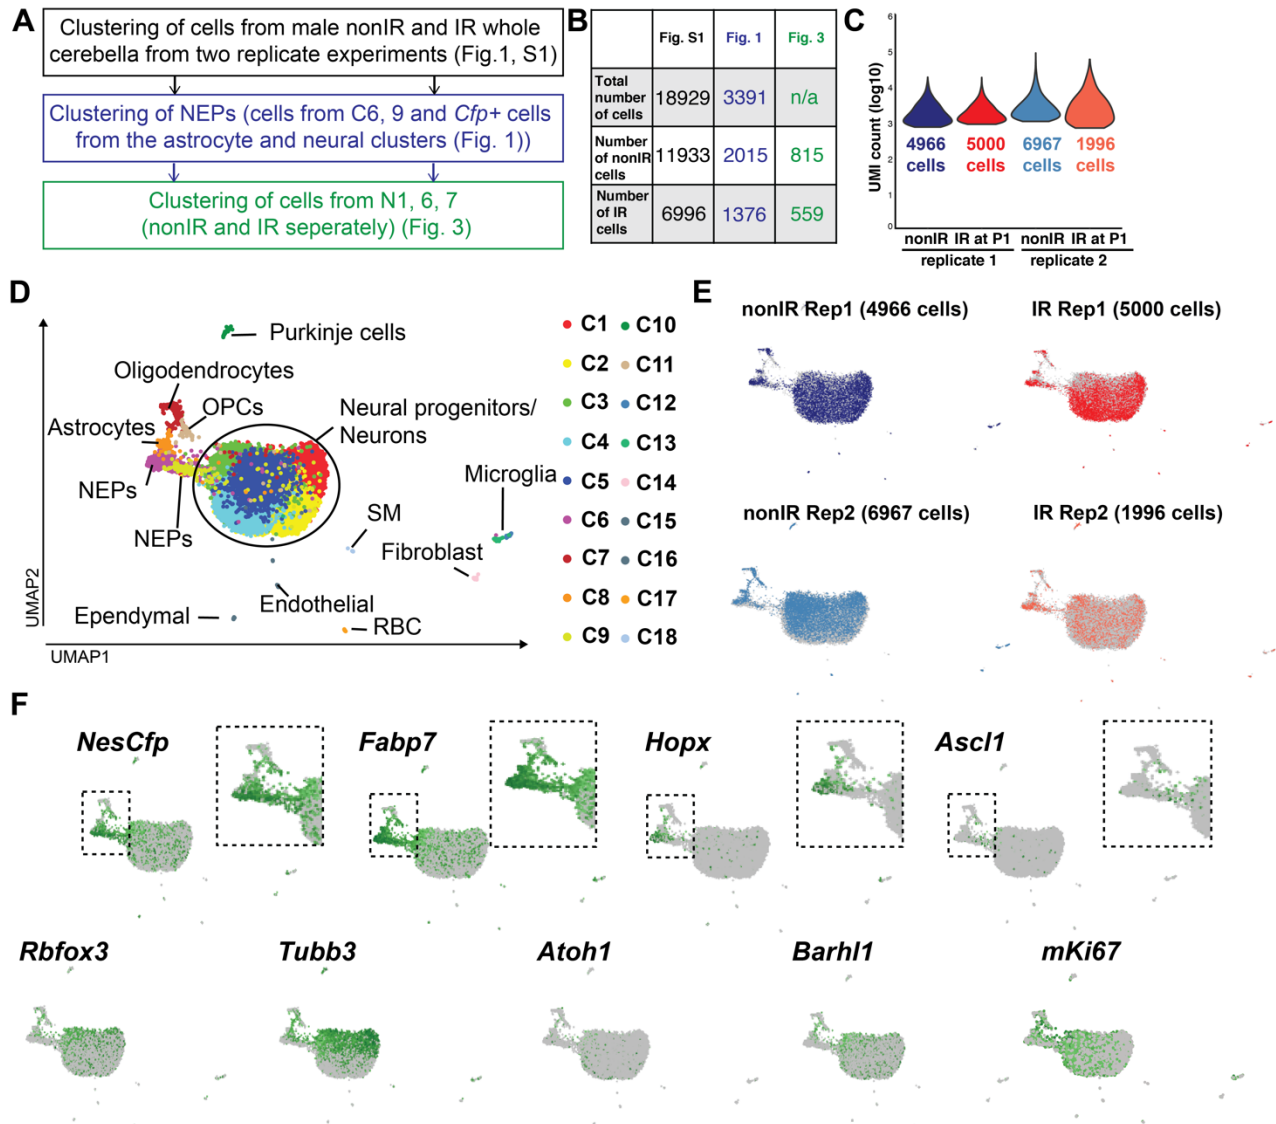 A
Clustering of cells from male nonIR and IR whole
cerebella from two replicate experiments (Fig.1, S1)
Clustering of NEPs (cells from C6, 9 and Cfp+ cells
from the astrocyte and neural clusters (Fig. 1))
Clustering of cells from N1, 6, 7
(nonIR and IR seperately) (Fig. 3)
B
Fig. S1 Fig. 1 Fig. 3
Total
number
of cells
18929 3391 n/a
Number
of nonIR
cells
11933 2015 815
Number
of IR
cells
6996 1376 559
C
UMI count (log10)
6
5
4
3
2
1
0
4966
cells
5000
cells
6967
cells
1996
cells
nonIR IR at P1 nonIR IR at P1
replicate 1 replicate 2
D
Purkinje cells
Oligodendrocytes
OPCs
Astrocytes
Neural progenitors/
Neurons
NEPs
NEPs
Microglia
SM
Fibroblast
Endothelial
Ependymal
RBC
UMAP2
UMAP1
C1 C10
C2 C11
C3 C12
C4 C13
C5 C14
C6 C15
C7 C16
C8 C17
C9 C18
E
nonIR Rep1 (4966 cells) IR Rep1 (5000 cells)
nonIR Rep2 (6967 cells) IR Rep2 (1996 cells)
F
NesCfp Fabp7 Hopx Ascl1
Rbfox3 Tubb3 Atoh1 Barhl1 mKi67